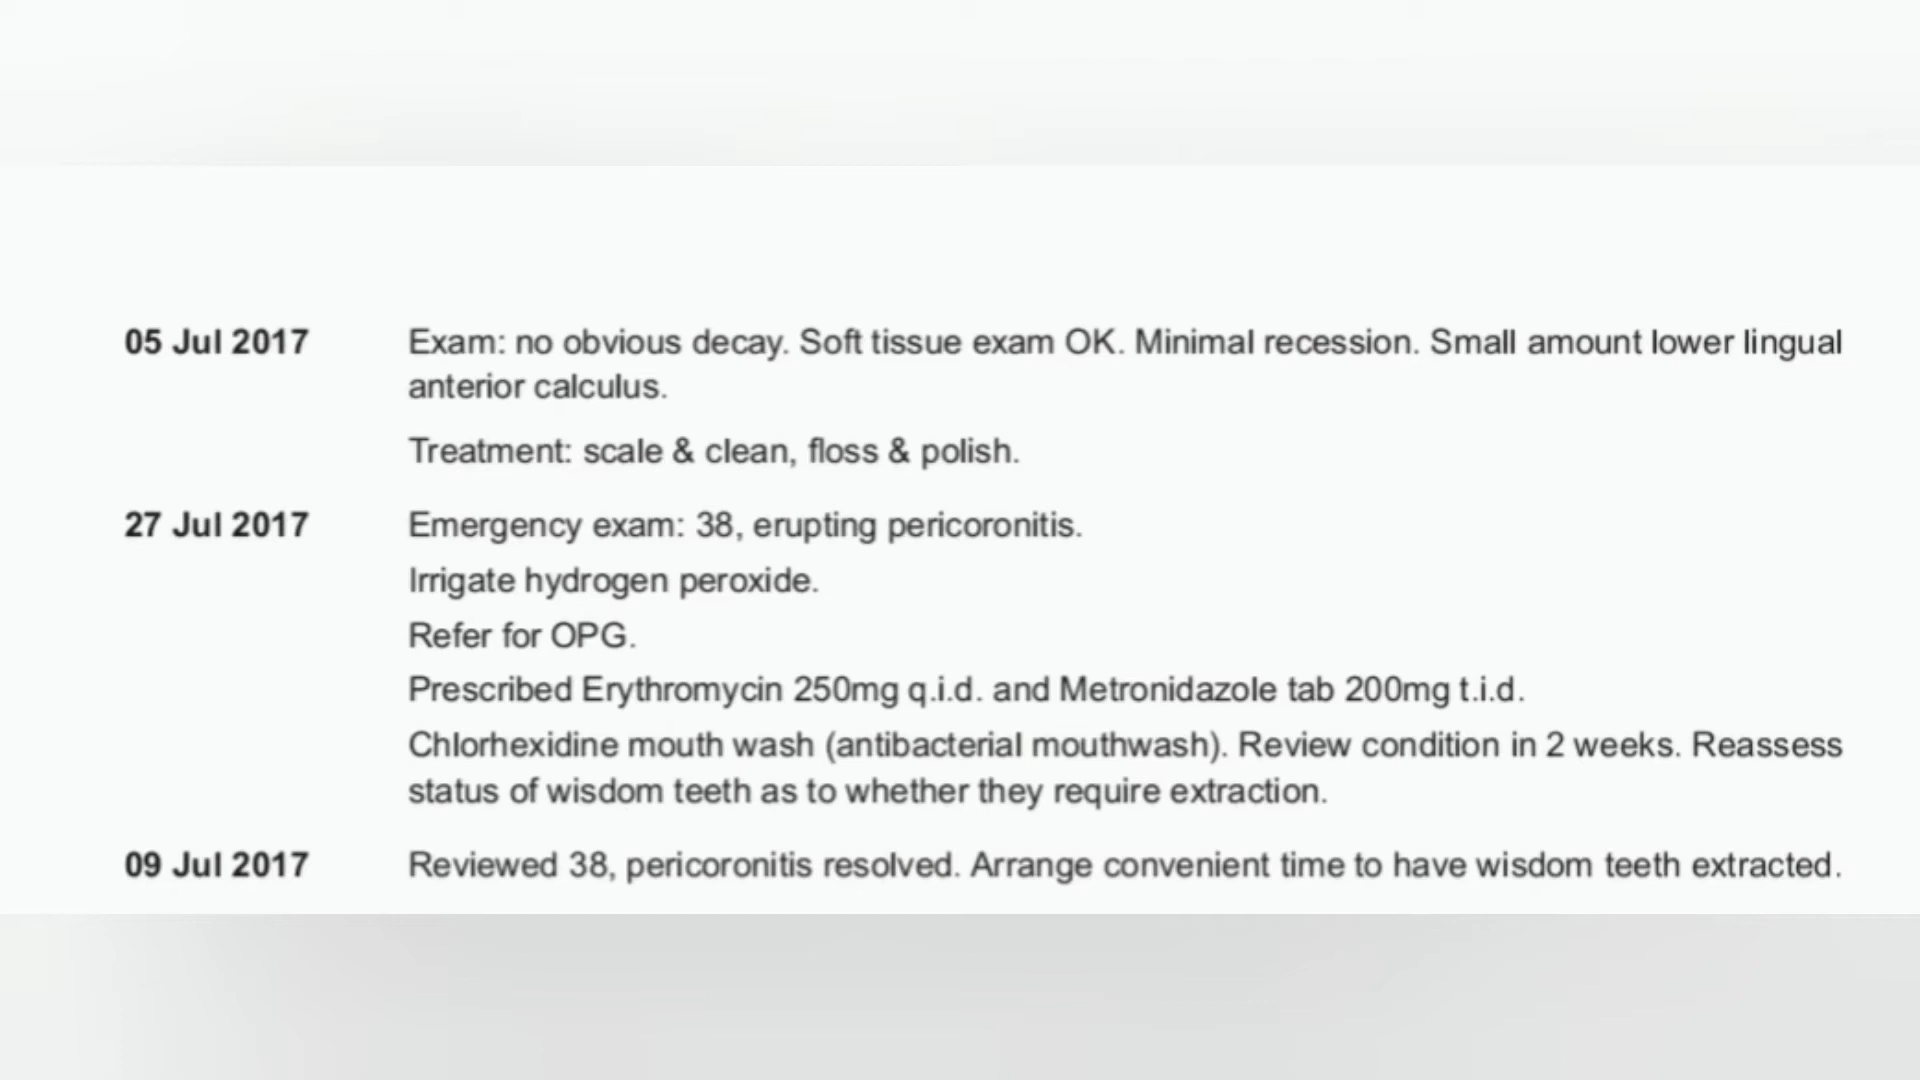 05 Jul 2017 Exam: no obvious decay. Soft tissue exam OK. Minimal recession. Small amount lower lingual
anterior calculus.
Treatment: scale & clean, floss & polish.
27 Jul 2017 Emergency exam: 38, erupting pericoronitis.
Irrigate hydrogen peroxide.
Refer for OPG.
Prescribed Erythromycin 250mg q.i.d. and Metronidazole tab 200mg t.i.d.
Chlorhexidine mouth wash (antibacterial mouthwash). Review condition in 2 weeks. Reassess
status of wisdom teeth as to whether they require extraction.
09 Jul 2017 Reviewed 38, pericoronitis resolved. Arrange convenient time to have wisdom teeth extracted.